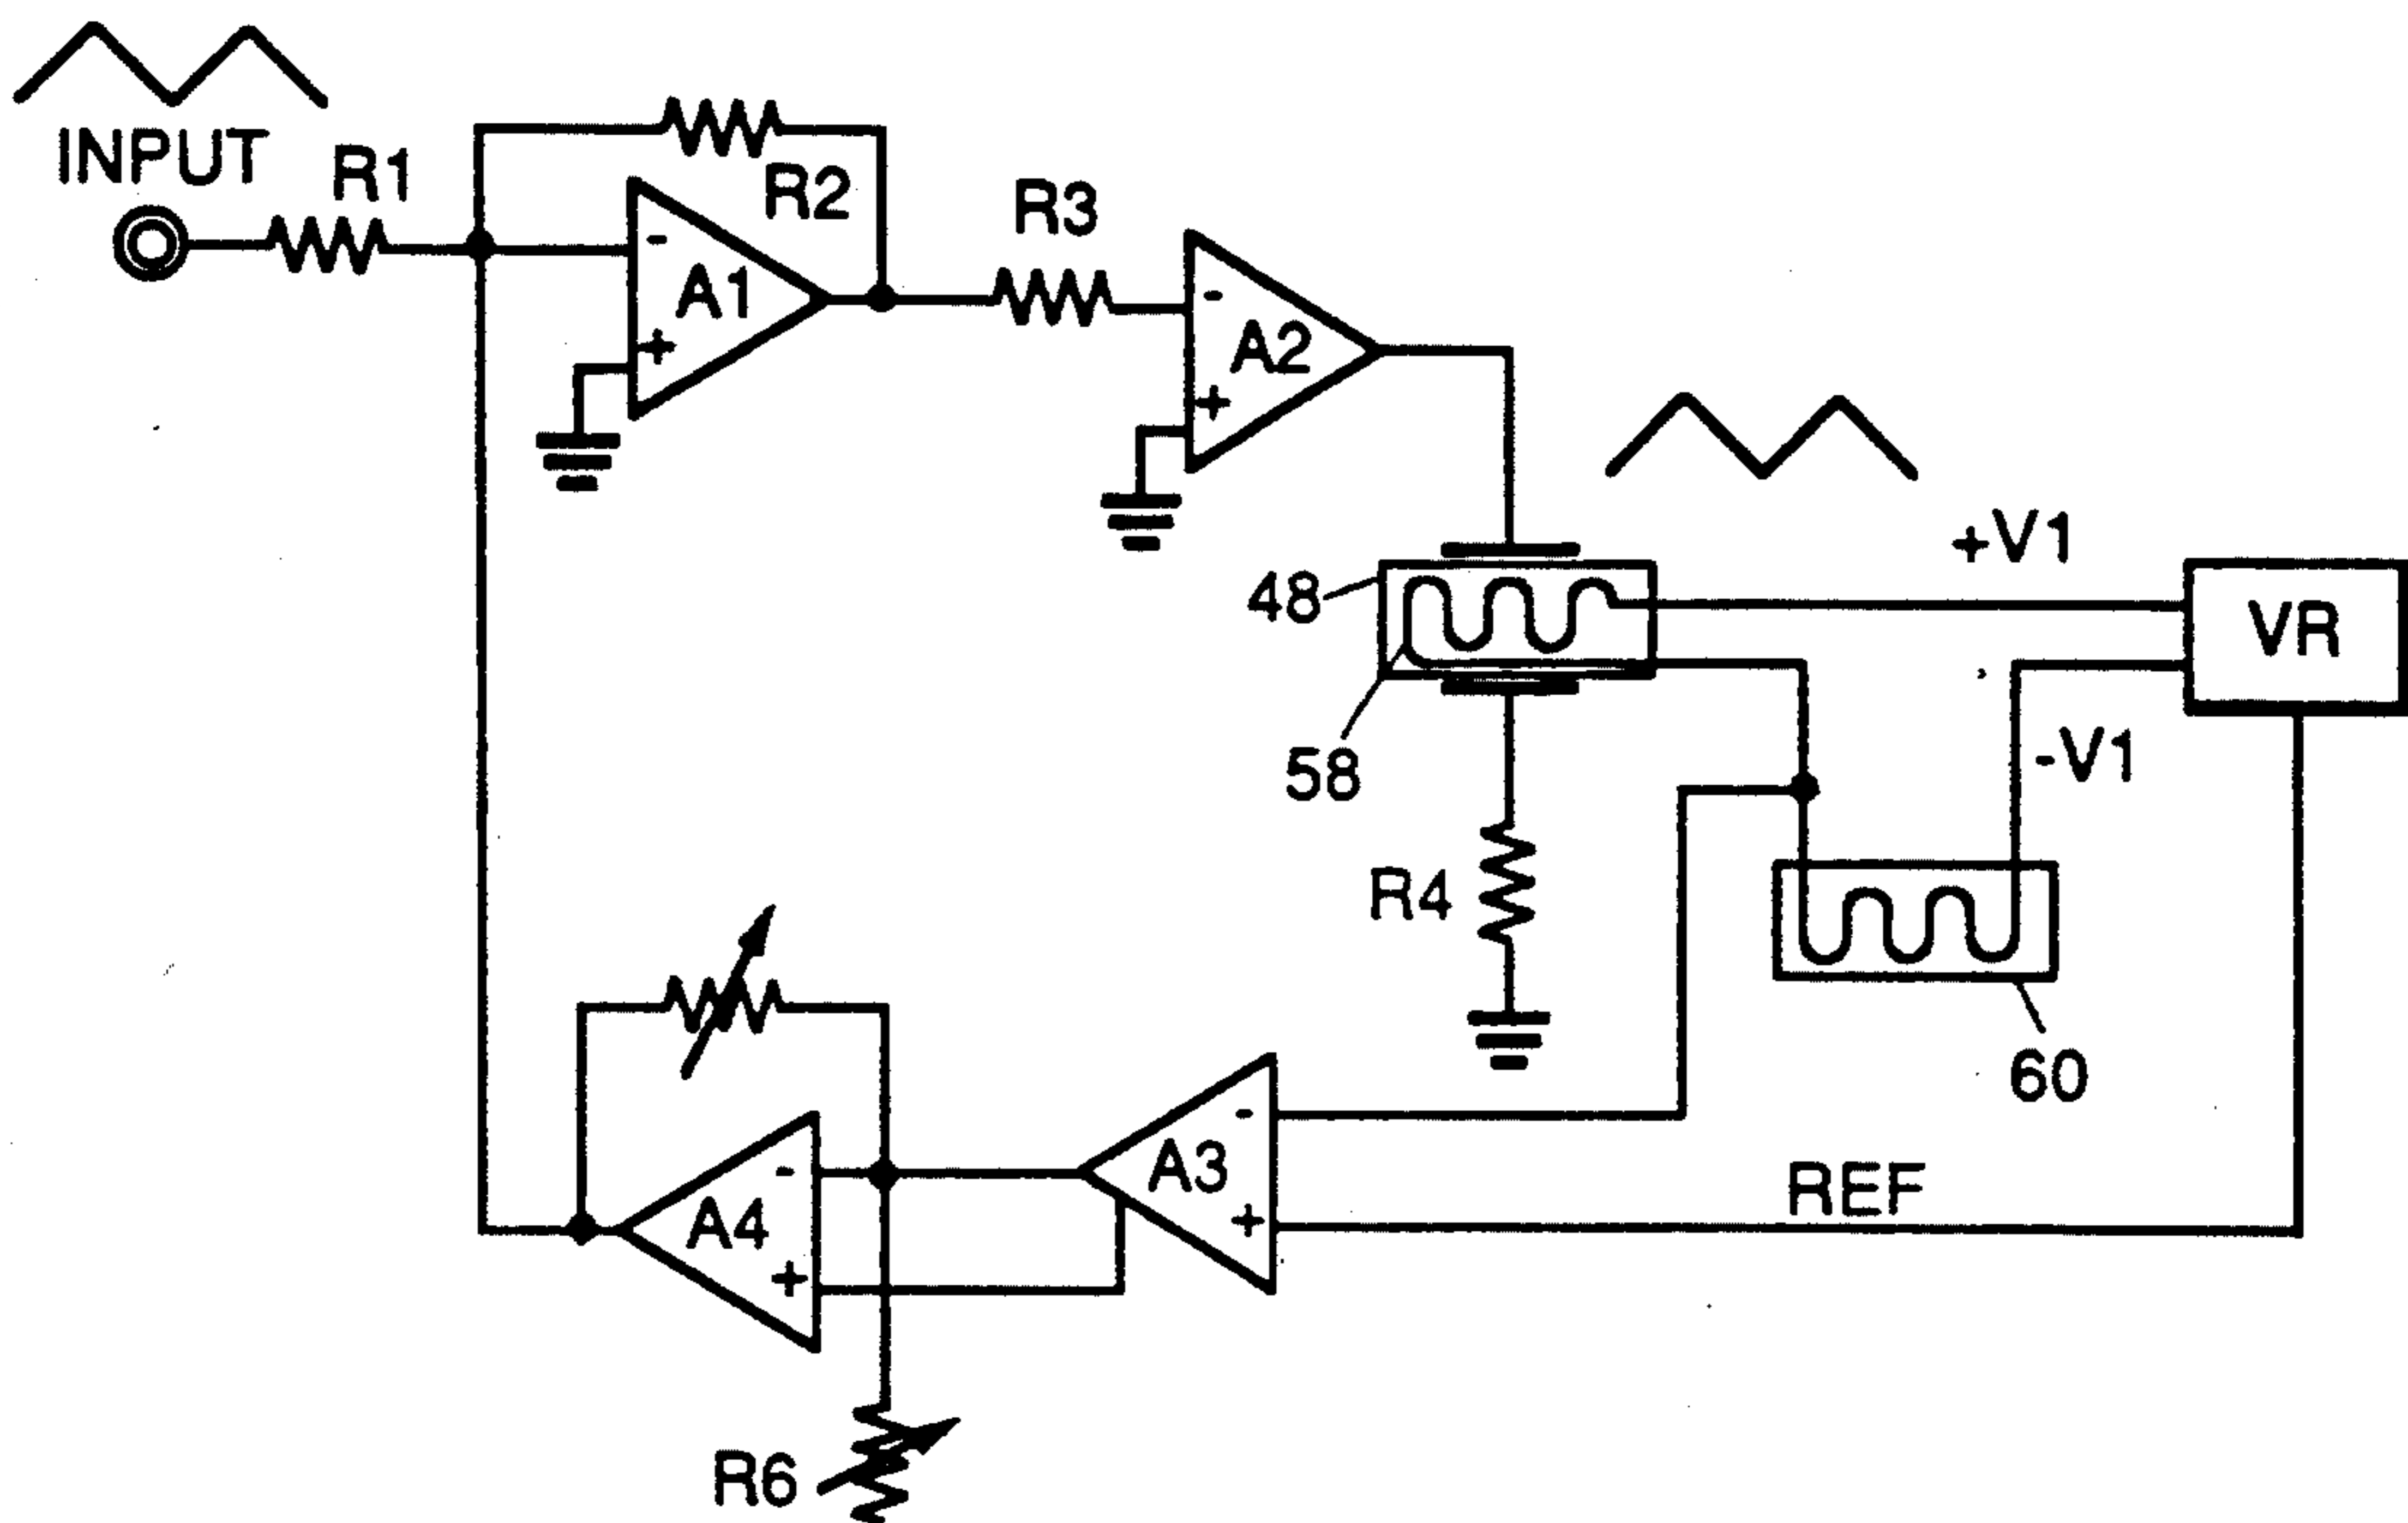 INPUT
R1
R2
R3
-
A1
+
-
A2
+
+V1
48
VR
58
-V1
R4
60
-
A3
+
REF
-
A4
+
R6